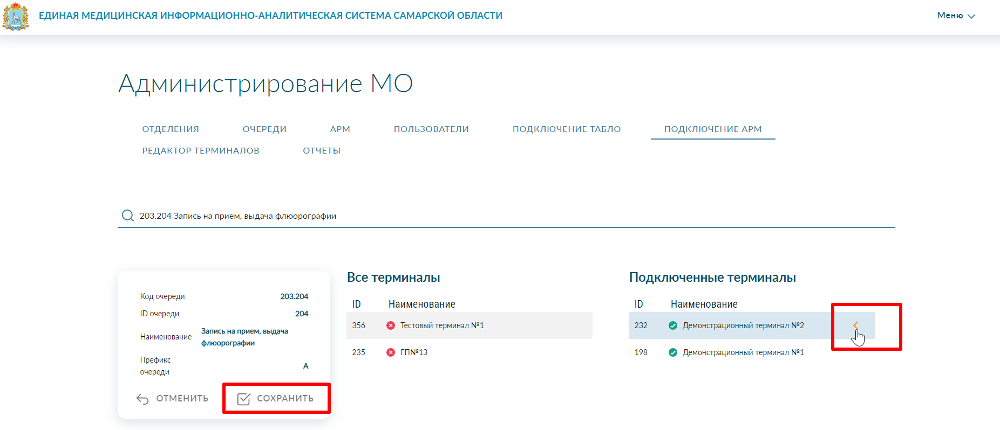 ЕДИНАЯ МЕДИЦИНСКАЯ ИНФОРМАЦИОННО-АНАЛИТИЧЕСКАЯ СИСТЕМА САМАРСКОЙ ОБЛАСТИ
Меню
Администрирование МО
ОТДЕЛЕНИЯ ОЧЕРЕДИ АРМ ПОЛЬЗОВАТЕЛИ ПОДКЛЮЧЕНИЕ ТАБЛО ПОДКЛЮЧЕНИЕ АРМ
РЕДАКТОР ТЕРМИНАЛОВ ОТЧЕТЫ
203.204 Запись на прием, выдача флюорографии
Код очереди 203.204
ID очереди 204
Наименование Запись на прием, выдача
флюорографии
Префикс
очереди A
ОТМЕНИТЬ СОХРАНИТЬ
Все терминалы
ID Наименование
356 Тестовый терминал №1
235 ГП№13
Подключенные терминалы
ID Наименование
232 Демонстрационный терминал №2
198 Демонстрационный терминал №1